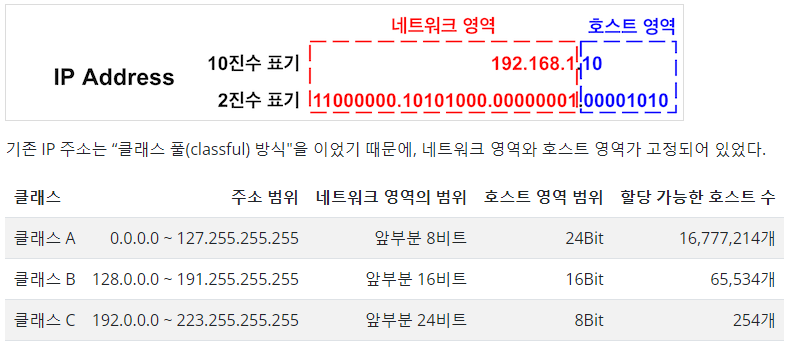 네트워크 영역 호스트 영역
IP Address
10진수 표기 192.168.1.10
2진수 표기 11000000.10101000.00000001.00001010
기존 IP 주소는 “클래스 풀(classful) 방식"을 이었기 때문에, 네트워크 영역와 호스트 영역가 고정되어 있었다.
클래스 주소 범위 네트워크 영역의 범위 호스트 영역 범위 할당 가능한 호스트 수
클래스 A 0.0.0.0 ~ 127.255.255.255 앞부분 8비트 24Bit 16,777,214개
클래스 B 128.0.0.0 ~ 191.255.255.255 앞부분 16비트 16Bit 65,534개
클래스 C 192.0.0.0 ~ 223.255.255.255 앞부분 24비트 8Bit 254개